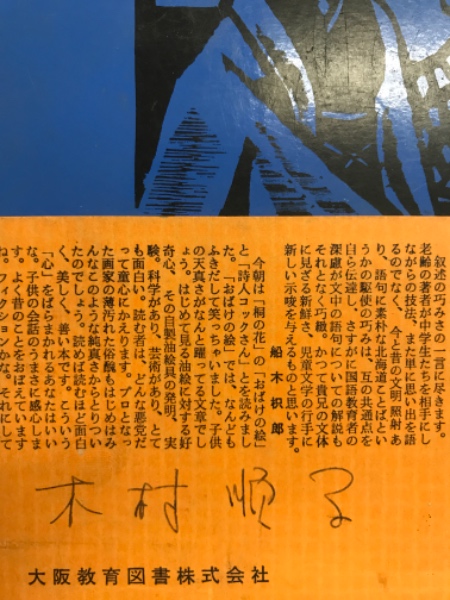 叙述の巧みさの一言に尽きます。
老齢の著者が中学生たちを相手にし
ながらの技法、また単に思い出を語
るのでなく、今と昔の文明 照射 あ
り、語句に素朴な北海道ことばとい
うかの駆使の巧みは、互の共通点を
自ら伝達し、さすがに国語教育者の
深慮が文中の語句についての解説も
それとなく巧緻。かつて貴兄の文体
に見ざる新鮮さ、児童文学の行手に
新しい示唆を与えるものと思います。
船木枳郎
今朝は「桐の花」の「おばけの絵」
と「詩人コックさん」とを読みまし
た。「おばけの絵」では、なんども
ふきだして笑っちゃいました。子供
の天真さがなんと躍ってる文章でし
ょう。はじめて見る油絵に対する好
奇心、その自製油絵具の発明、実
験。科学があり、芸術があり、とて
も面白い。読む者は、どんな悪党だ
って童心にかえります。プロとなっ
た画家の薄汚れた俗醜もはじめはみ
んなこのような純真さからとりつい
たのでしょう。読めば読むほど面白
く、美しく、善い本です。こういう
「心」をばらまかれるあなたはいい
な。子供の会話のうまさに感心しま
す。よく昔のことをおぼえています
ね。フィクションかな。それにして
木村順子
大阪教育図書株式会社